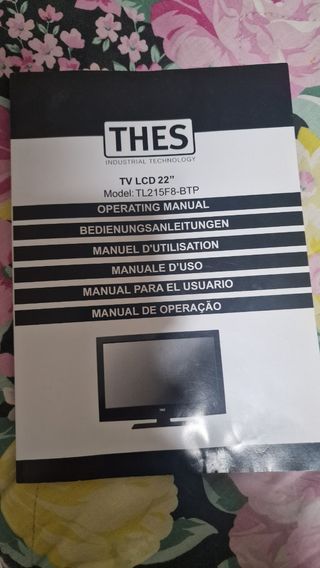 THES
INDUSTRIAL TECHNOLOGY
TV LCD 22”
Model: TL215F8-BTP
OPERATING MANUAL
BEDIENUNGSANLEITUNGEN
MANUEL D'UTILISATION
MANUALE D'USO
MANUAL PARA EL USUARIO
MANUAL DE OPERAÇÃO
THES